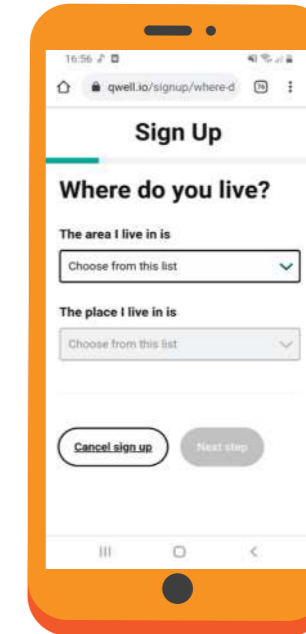 16:56
qwell.io/signup/where-d
76
Sign Up
Where do you live?
The area I live in is
Choose from this list
The place I live in is
Choose from this list
Cancel sign up
Next step